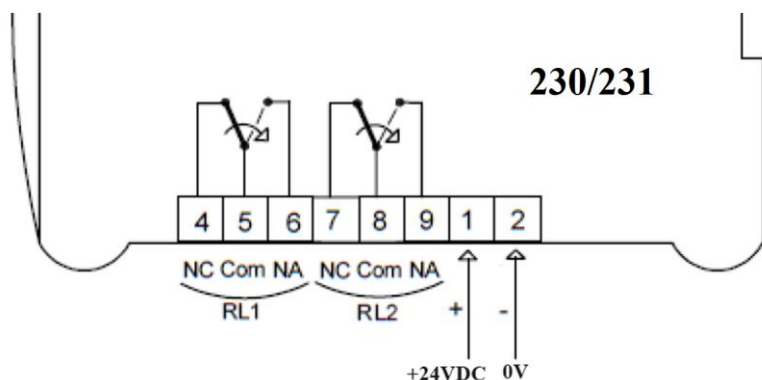 230/231
4 5 6 7 8 9 1 2
NC Com NA NC Com NA
RL1 RL2 + -
+24VDC 0V